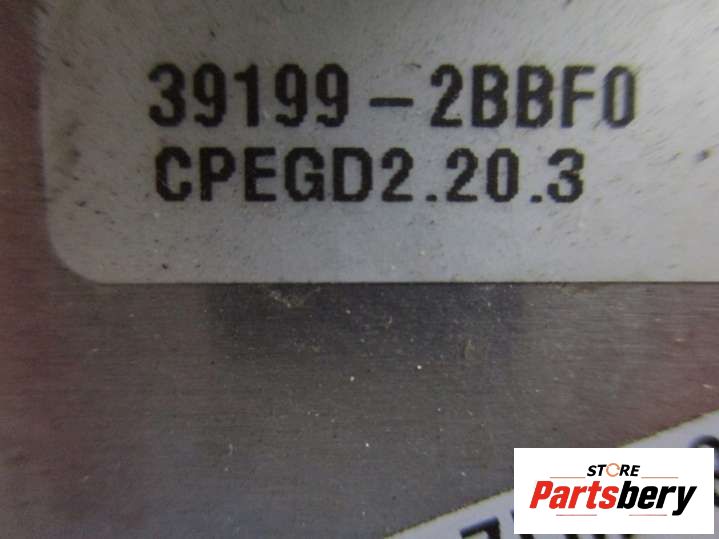 39199-2BBF0
CPEGD2.20.3
STORE
Partsbery